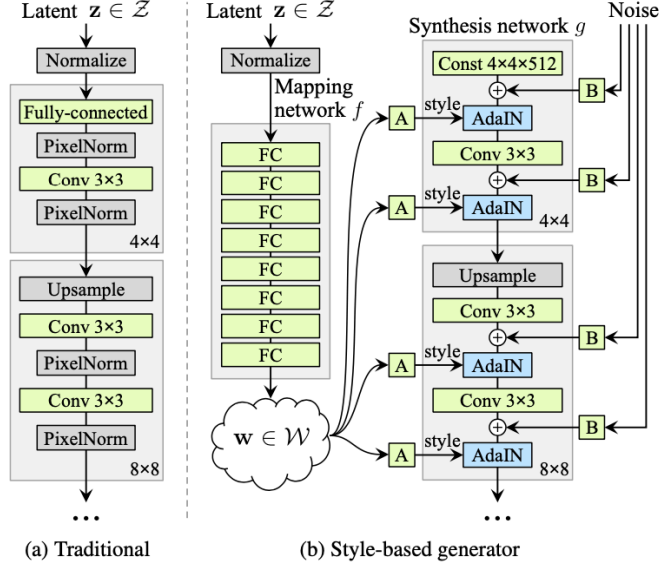 Latent z ∈ Z
Normalize
Fully-connected
PixelNorm
Conv 3×3
PixelNorm
4×4
Upsample
Conv 3×3
PixelNorm
Conv 3×3
PixelNorm
8×8
...
(a) Traditional
Latent z ∈ Z
Normalize
Mapping
network f
FC
FC
FC
FC
FC
FC
FC
FC
w ∈ W
Synthesis network g
Noise
Const 4×4×512
B
A
style
AdaIN
Conv 3×3
B
A
style
AdaIN
4×4
Upsample
Conv 3×3
B
A
style
AdaIN
Conv 3×3
B
A
style
AdaIN
8×8
...
(b) Style-based generator